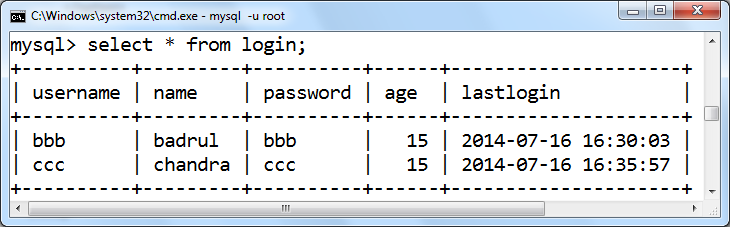 C:\Windows\system32\cmd.exe - mysql -u root
mysql> select * from login;
+----------+---------+----------+------+---------------------+
| username | name    | password | age  | lastlogin           |
+----------+---------+----------+------+---------------------+
| bbb      | badrul  | bbb      |   15 | 2014-07-16 16:30:03 |
| ccc      | chandra | ccc      |   15 | 2014-07-16 16:35:57 |
+----------+---------+----------+------+---------------------+